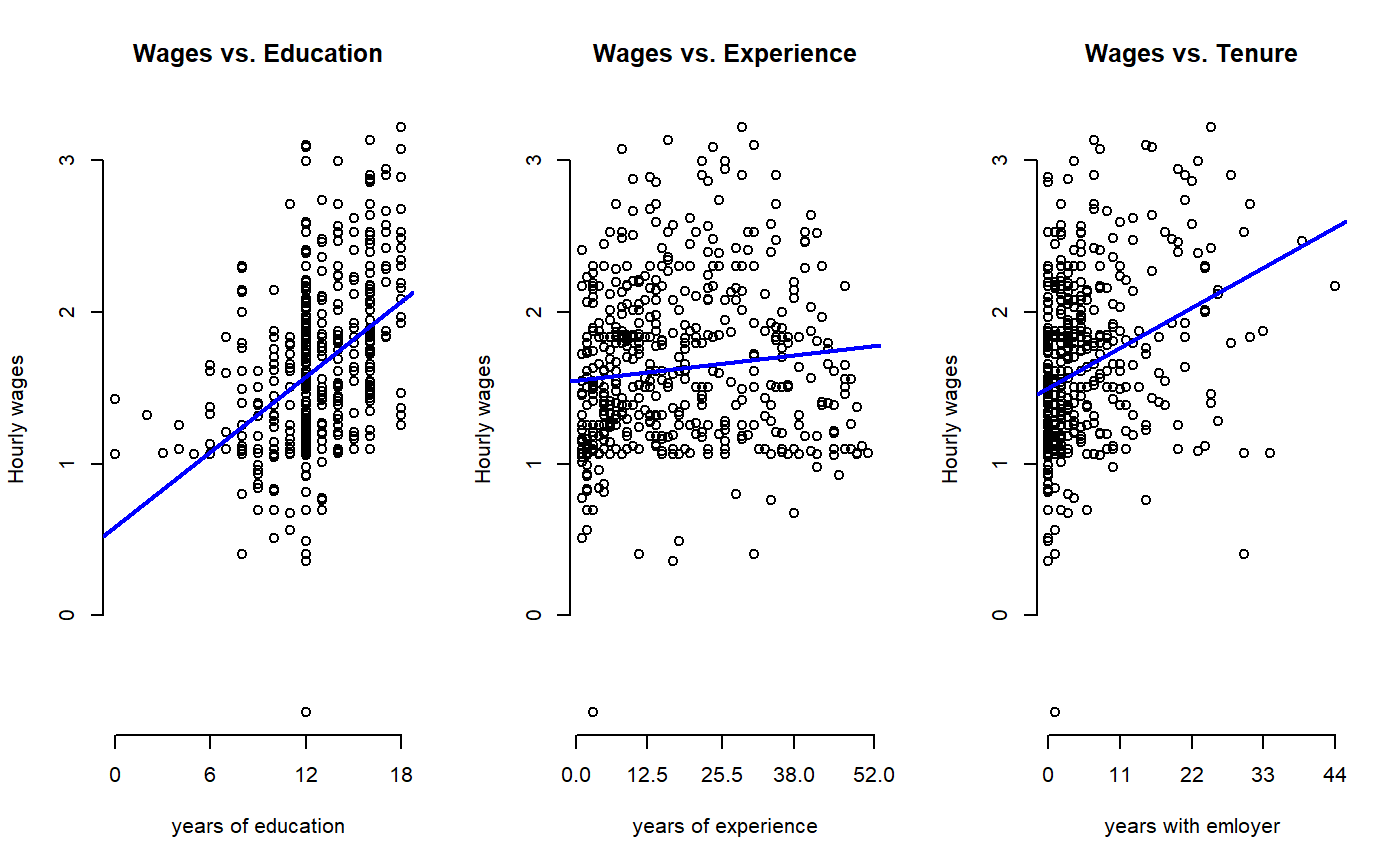 Wages vs. Education
Hourly wages
3
2
1
0
0 6 12 18
years of education
Wages vs. Experience
Hourly wages
3
2
1
0
0.0 12.5 25.5 38.0 52.0
years of experience
Wages vs. Tenure
Hourly wages
3
2
1
0
0 11 22 33 44
years with emloyer